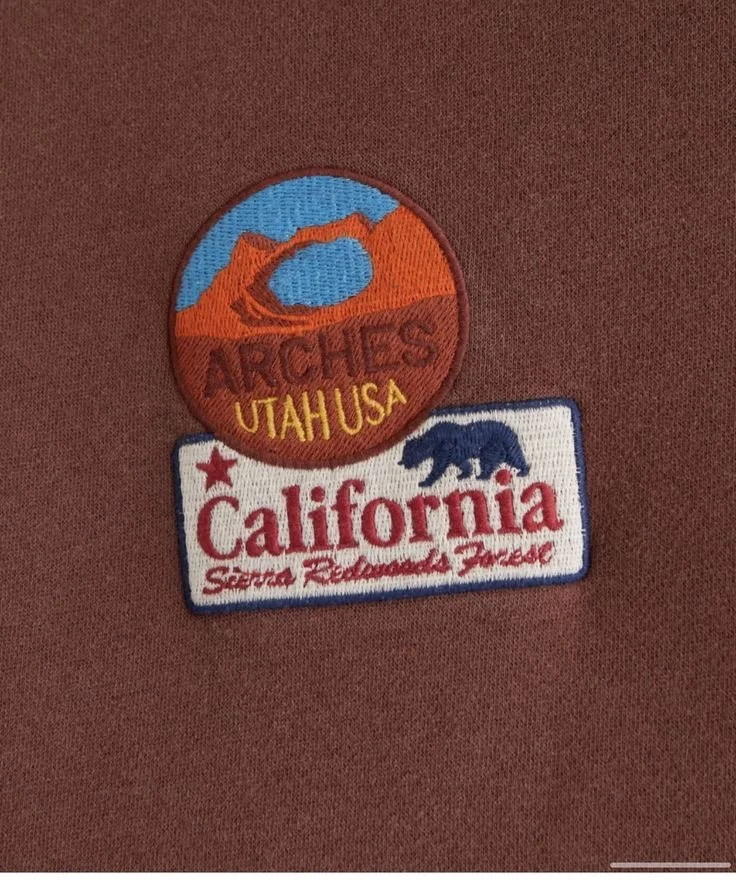 ARCHES
UTAH USA
California
Sierra Redwoods Forest